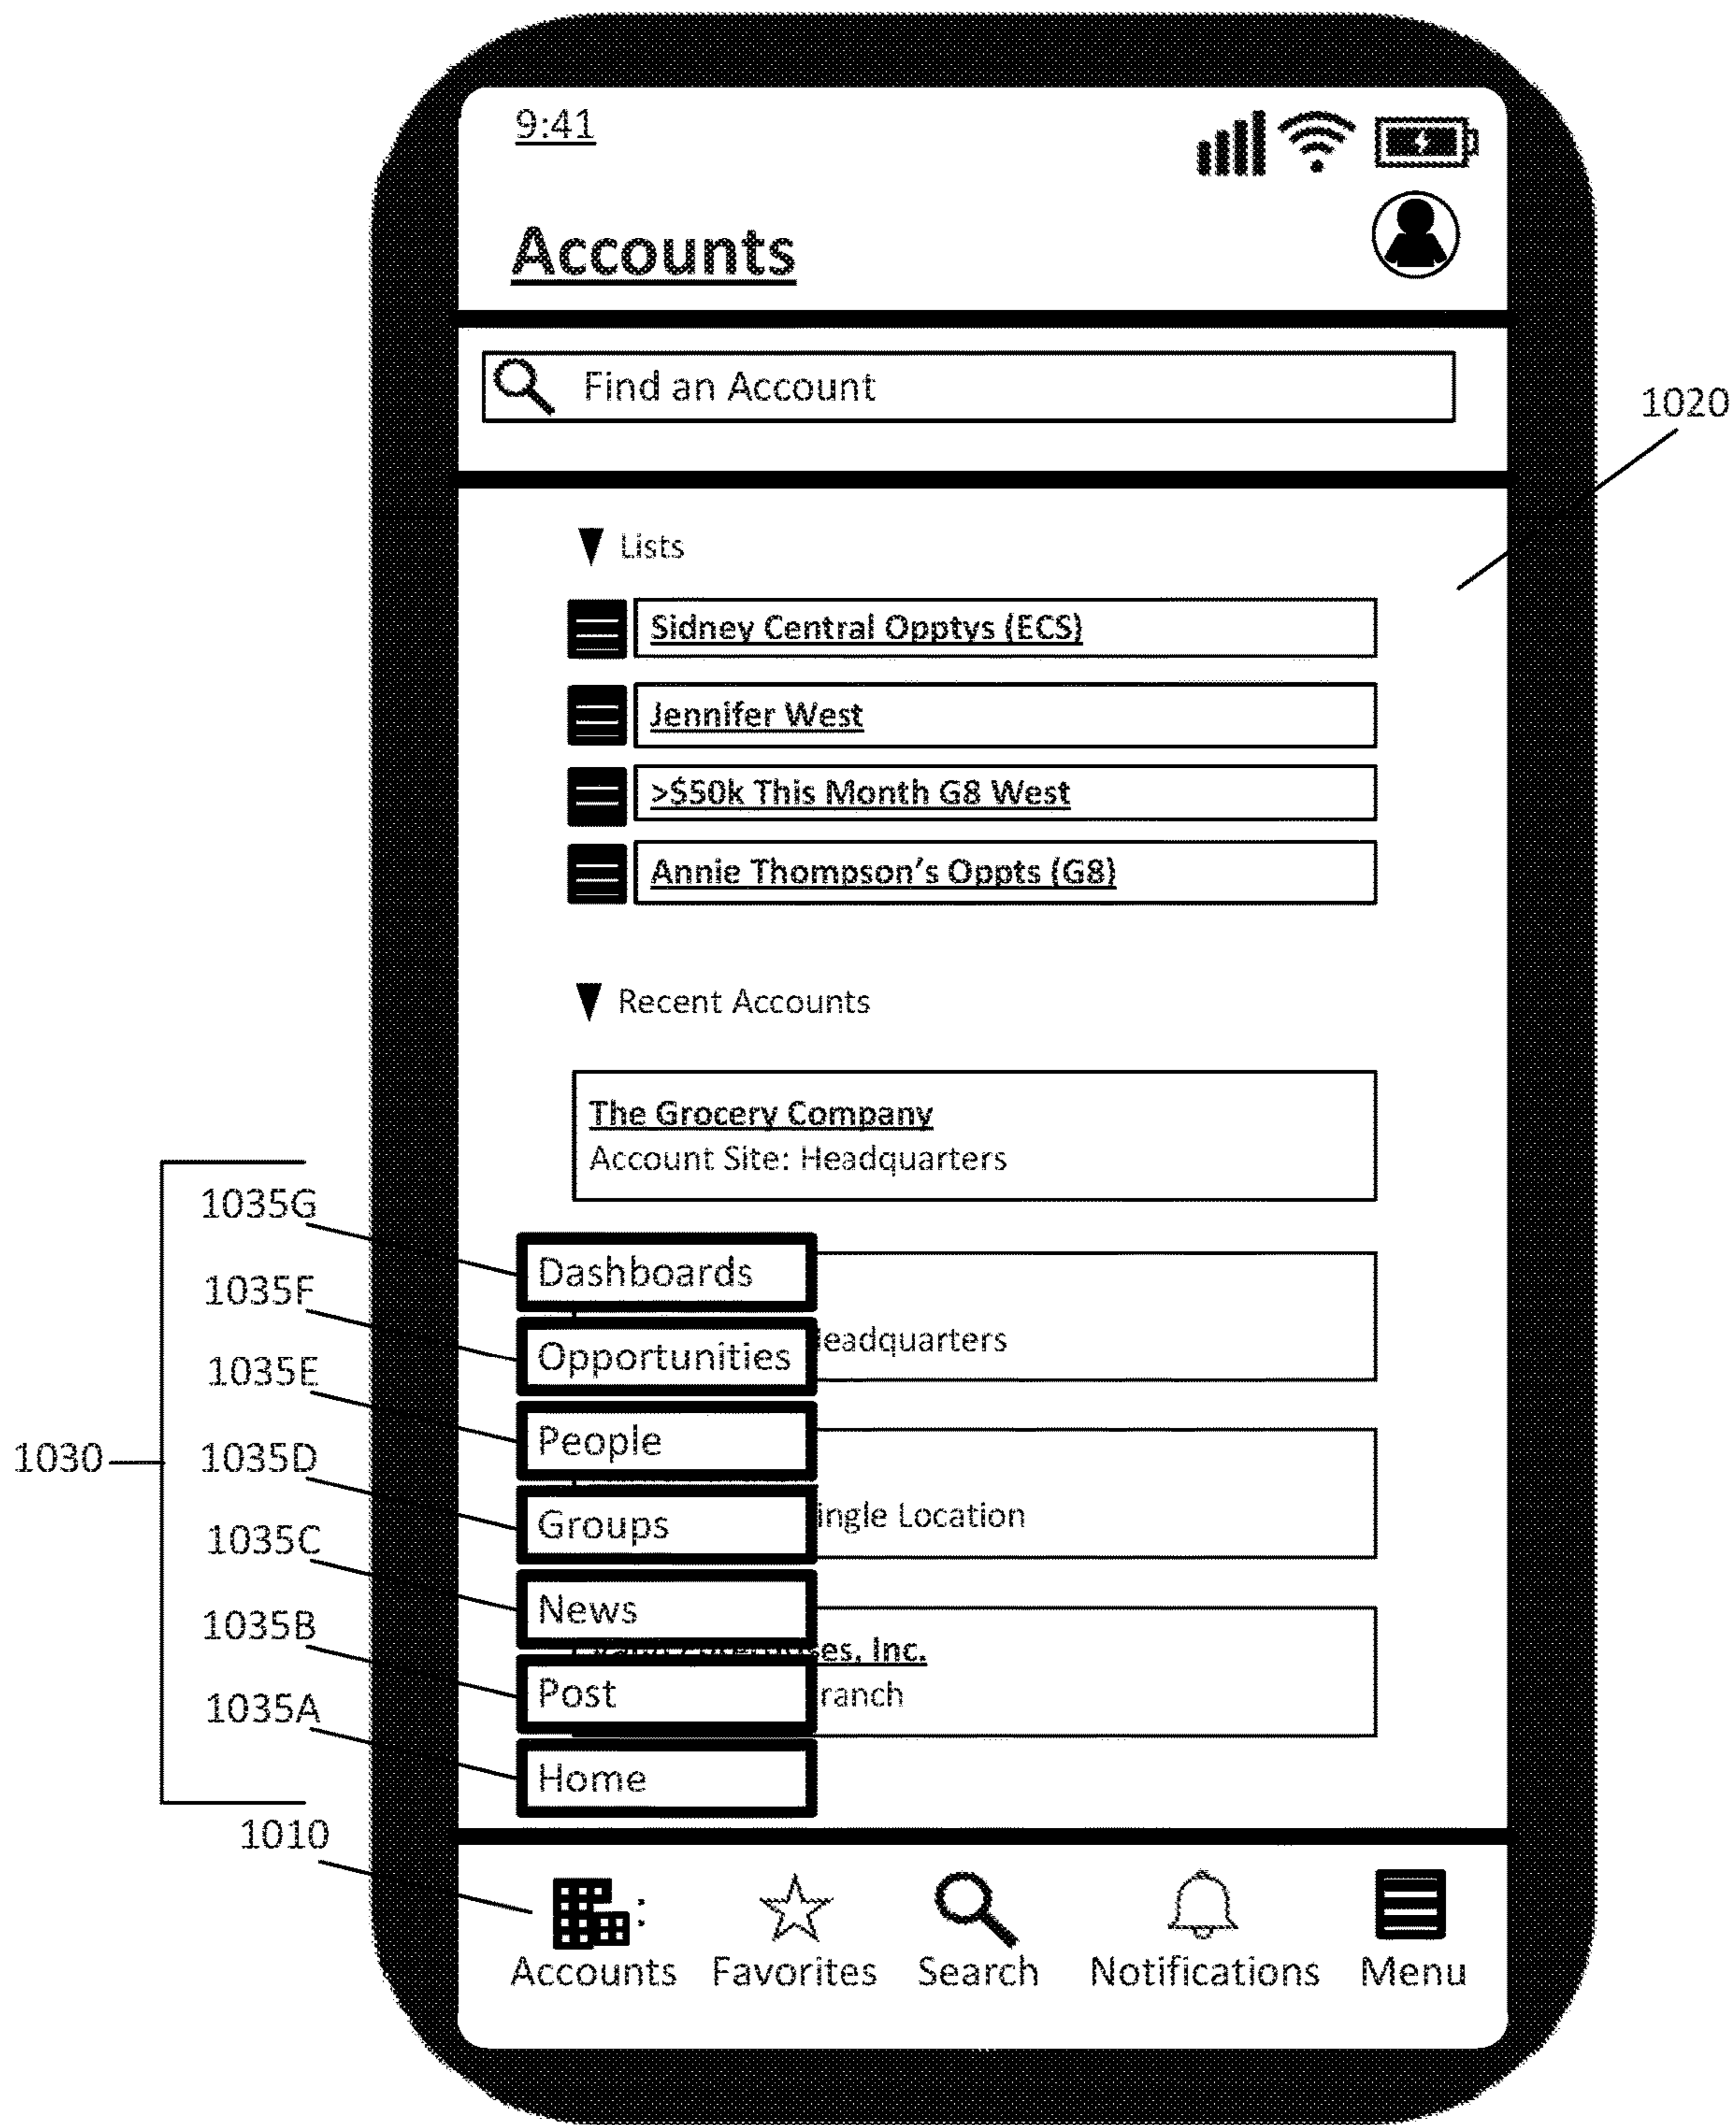 9:41
Accounts
Find an Account
1020
Lists
Sidney Central Opptys (ECS)
Jennifer West
>$50k This Month G8 West
Annie Thompson's Oppts (G8)
Recent Accounts
The Grocery Company
Account Site: Headquarters
1035G
Dashboards
1035F
Opportunities
eadquarters
1035E
People
1030
1035D
Groups
ingle Location
1035C
News
Inc.
1035B
Post
ranch
1035A
Home
1010
Accounts Favorites Search Notifications Menu